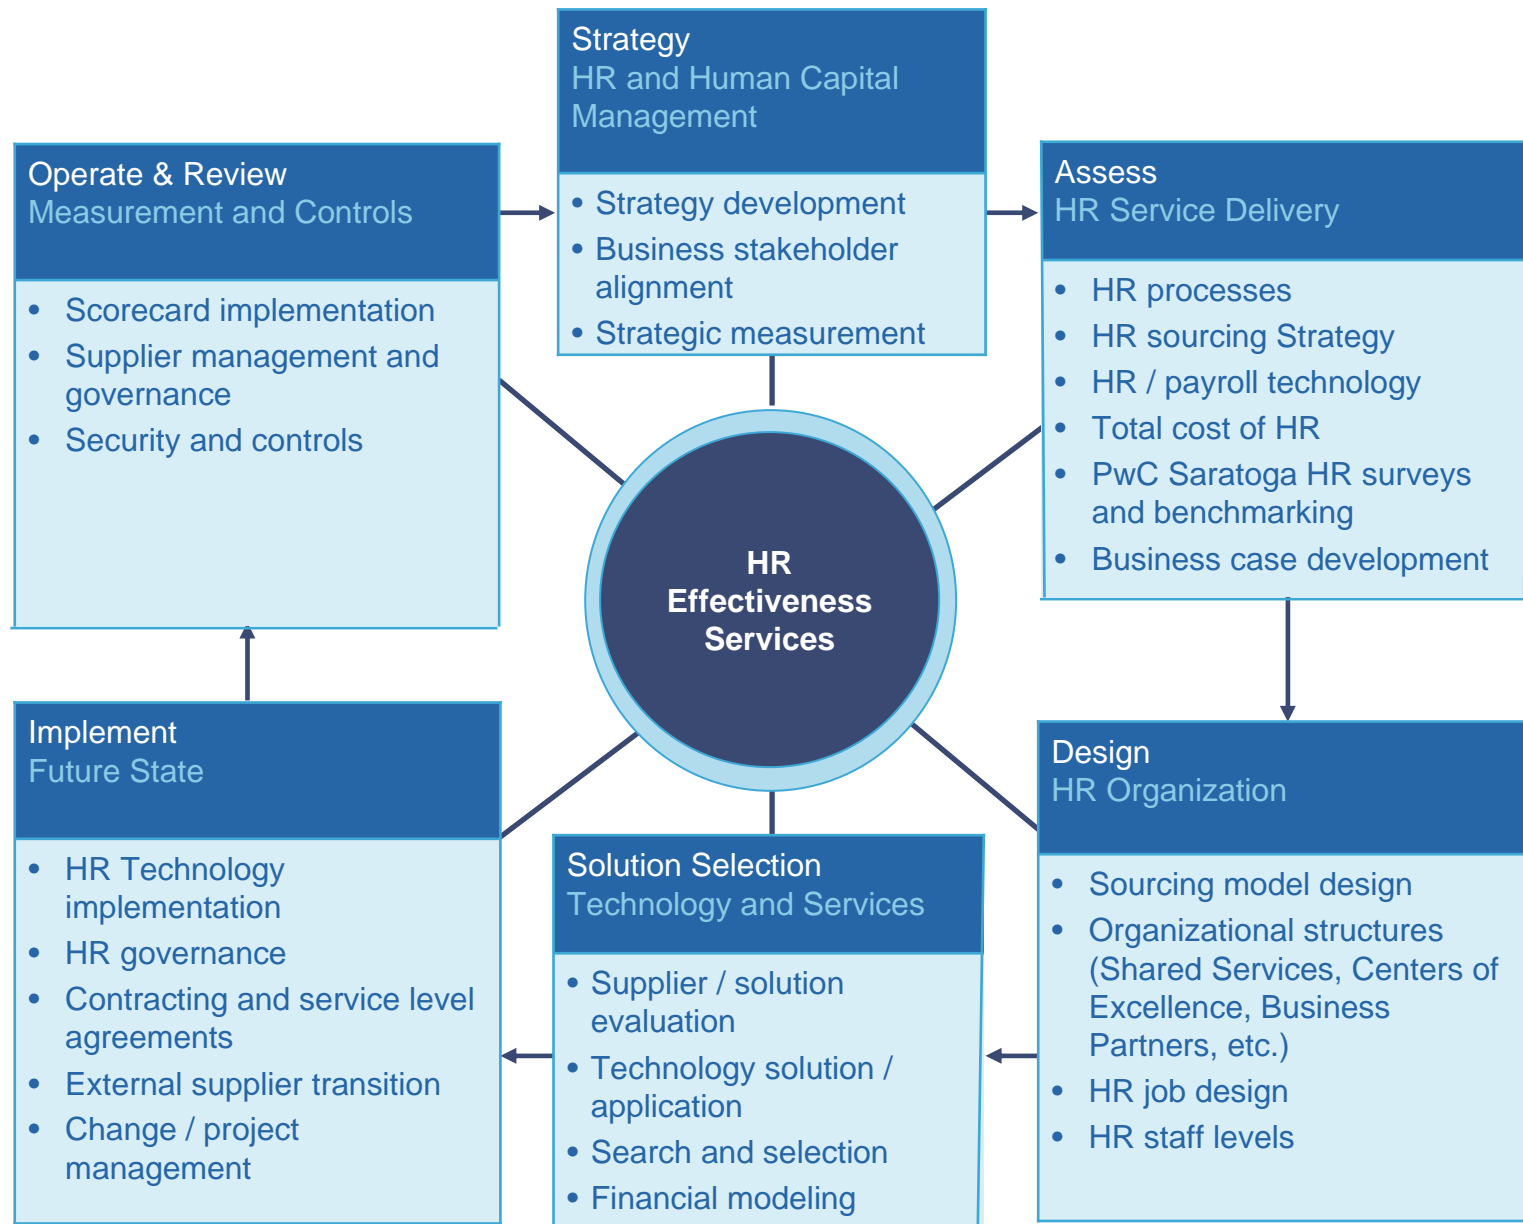 Strategy
HR and Human Capital
Management
• Strategy development
• Business stakeholder
alignment
• Strategic measurement
Operate & Review
Measurement and Controls
• Scorecard implementation
• Supplier management and
governance
• Security and controls
Assess
HR Service Delivery
• HR processes
• HR sourcing Strategy
• HR / payroll technology
• Total cost of HR
• PwC Saratoga HR surveys
and benchmarking
• Business case development
HR
Effectiveness
Services
Implement
Future State
• HR Technology
implementation
• HR governance
• Contracting and service level
agreements
• External supplier transition
• Change / project
management
Solution Selection
Technology and Services
• Supplier / solution
evaluation
• Technology solution /
application
• Search and selection
• Financial modeling
Design
HR Organization
• Sourcing model design
• Organizational structures
(Shared Services, Centers of
Excellence, Business
Partners, etc.)
• HR job design
• HR staff levels